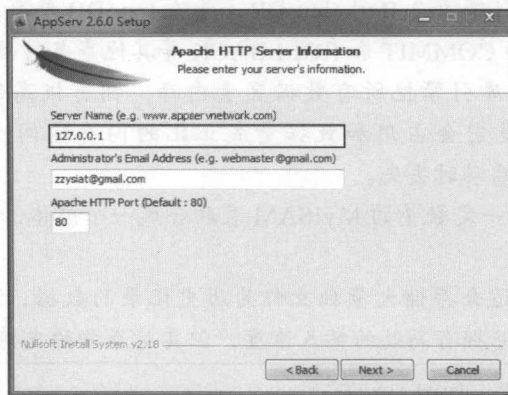 AppServ 2.6.0 Setup
Apache HTTP Server Information
Please enter your server's information.
Server Name (e.g. www.appservnetwork.com)
127.0.0.1
Administrator's Email Address (e.g. webmaster@gmail.com)
zzysiat@gmail.com
Apache HTTP Port (Default : 80)
80
Nullsoft Install System v2.18
< Back
Next >
Cancel